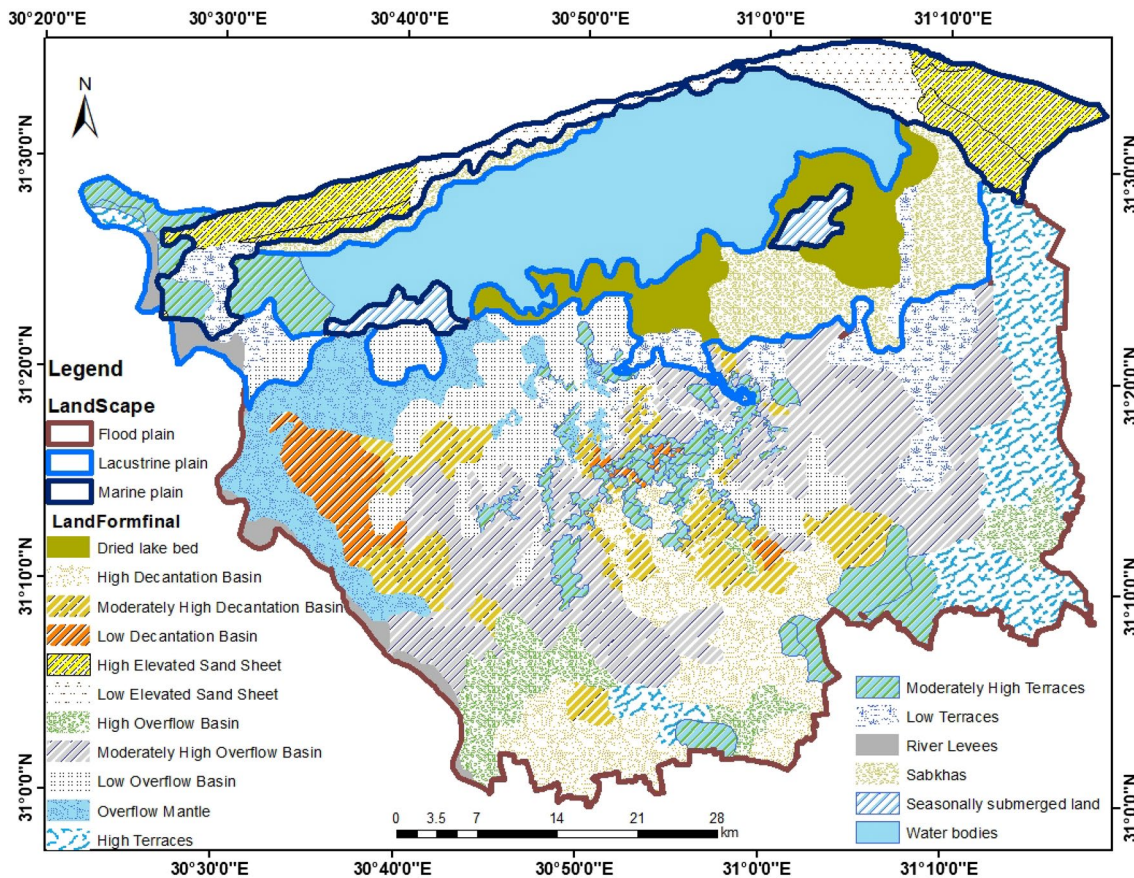 30°20'0"E 30°30'0"E 30°40'0"E 30°50'0"E 31°0'0"E 31°10'0"E
N
31°30'0"N
31°30'0"N
31°20'0"N
31°20'0"N
Legend
LandScape
Flood plain
Lacustrine plain
Marine plain
LandFormfinal
Dried lake bed
High Decantation Basin
Moderately High Decantation Basin
Low Decantation Basin
High Elevated Sand Sheet
Low Elevated Sand Sheet
High Overflow Basin
Moderately High Overflow Basin
Low Overflow Basin
Overflow Mantle
High Terraces
31°10'0"N
31°10'0"N
31°0'0"N
31°0'0"N
Moderately High Terraces
Low Terraces
River Levees
Sabkhas
Seasonally submerged land
Water bodies
0 3.5 7 14 21 28
km
30°30'0"E 30°40'0"E 30°50'0"E 31°0'0"E 31°10'0"E